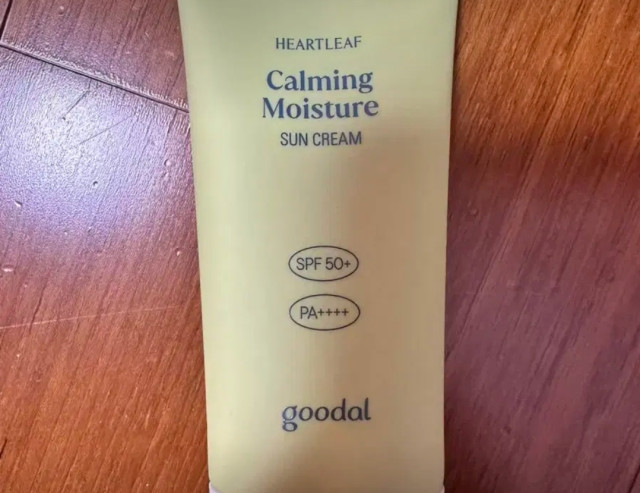 HEARTLEAF
Calming
Moisture
SUN CREAM
SPF 50+
PA++++
goodal